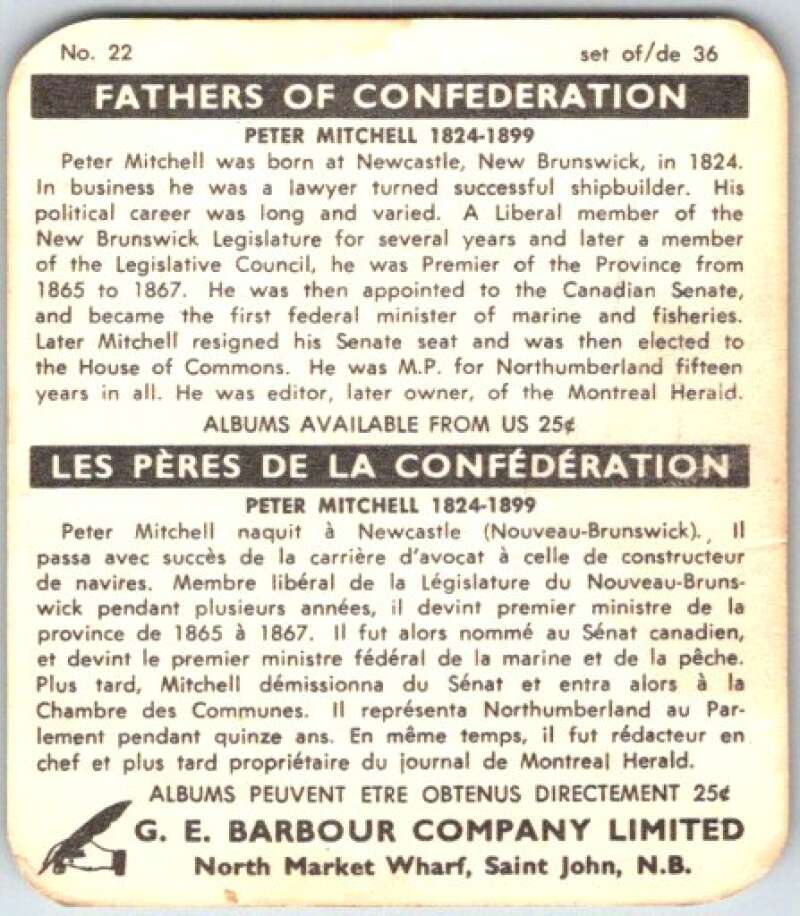 No. 22 set of/de 36
FATHERS OF CONFEDERATION
PETER MITCHELL 1824-1899
Peter Mitchell was born at Newcastle, New Brunswick, in 1824.
In business he was a lawyer turned successful shipbuilder. His
political career was long and varied. A Liberal member of the
New Brunswick Legislature for several years and later a member
of the Legislative Council, he was Premier of the Province from
1865 to 1867. He was then appointed to the Canadian Senate,
and became the first federal minister of marine and fisheries.
Later Mitchell resigned his Senate seat and was then elected to
the House of Commons. He was M.P. for Northumberland fifteen
years in all. He was editor, later owner, of the Montreal Herald.
ALBUMS AVAILABLE FROM US 25¢
LES PÈRES DE LA CONFÉDÉRATION
PETER MITCHELL 1824-1899
Peter Mitchell naquit à Newcastle (Nouveau-Brunswick). Il
passa avec succès de la carrière d'avocat à celle de constructeur
de navires. Membre libéral de la Législature du Nouveau-Bruns-
wick pendant plusieurs années, il devint premier ministre de la
province de 1865 à 1867. Il fut alors nommé au Sénat canadien,
et devint le premier ministre fédéral de la marine et de la pêche.
Plus tard, Mitchell démissionna du Sénat et entra alors à la
Chambre des Communes. Il représenta Northumberland au Par-
lement pendant quinze ans. En même temps, il fut rédacteur en
chef et plus tard propriétaire du journal de Montreal Herald.
ALBUMS PEUVENT ETRE OBTENUS DIRECTEMENT 25¢
G. E. BARBOUR COMPANY LIMITED
North Market Wharf, Saint John, N.B.